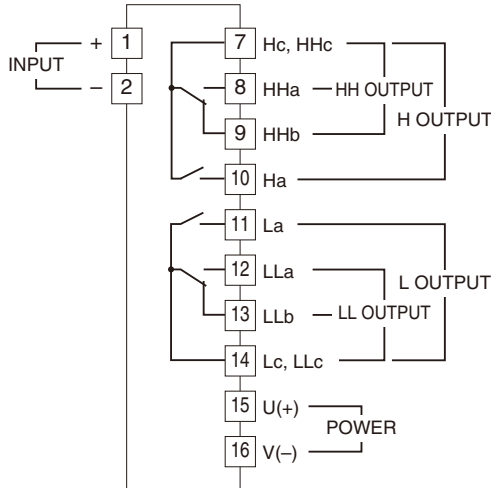 INPUT
+ 1
– 2
7 Hc, HHc
8 HHa HH OUTPUT
9 HHb
H OUTPUT
10 Ha
11 La
12 LLa
L OUTPUT
13 LLb LL OUTPUT
14 Lc, LLc
15 U(+)
POWER
16 V(–)